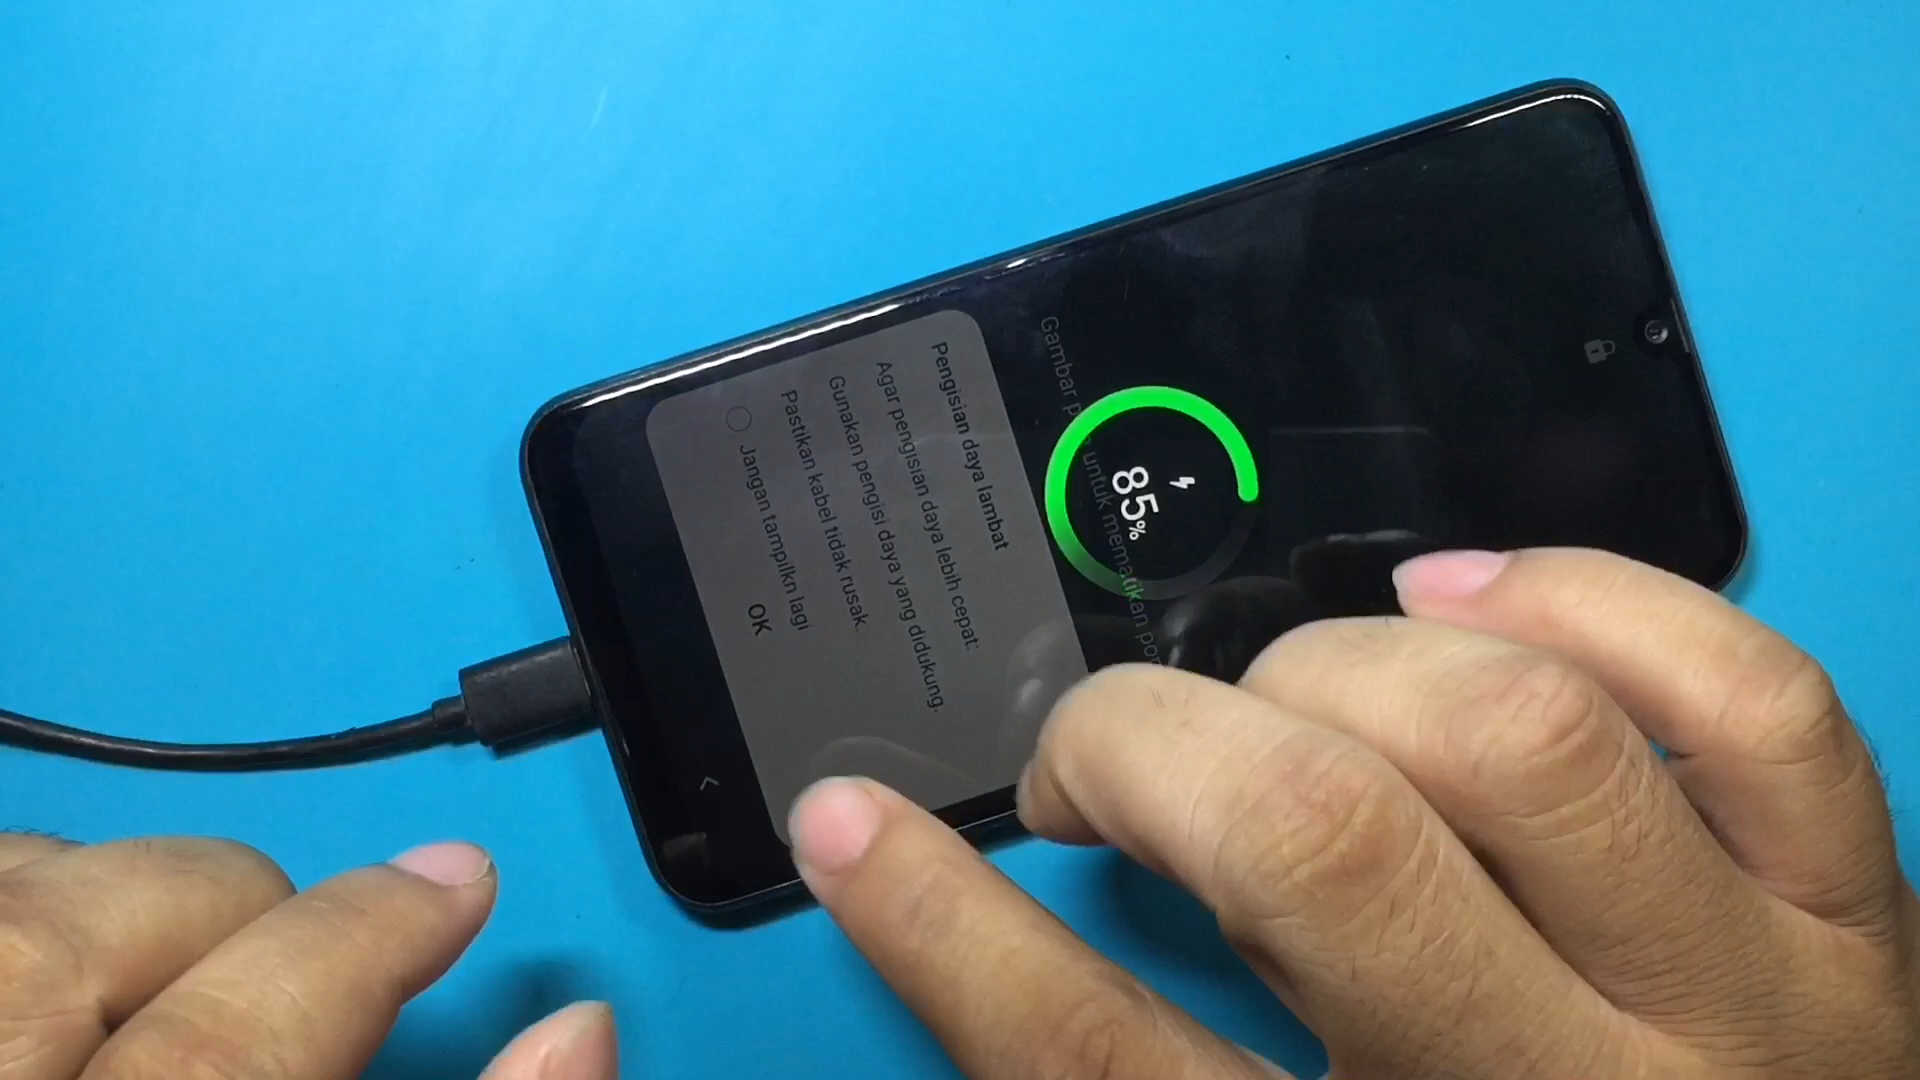 85%
Gambar p untuk mematikan
Pengisian daya lambat
Agar pengisian daya lebih cepat:
Gunakan pengisi daya yang didukung.
Pastikan kabel tidak rusak.
Jangan tampilkn lagi
OK